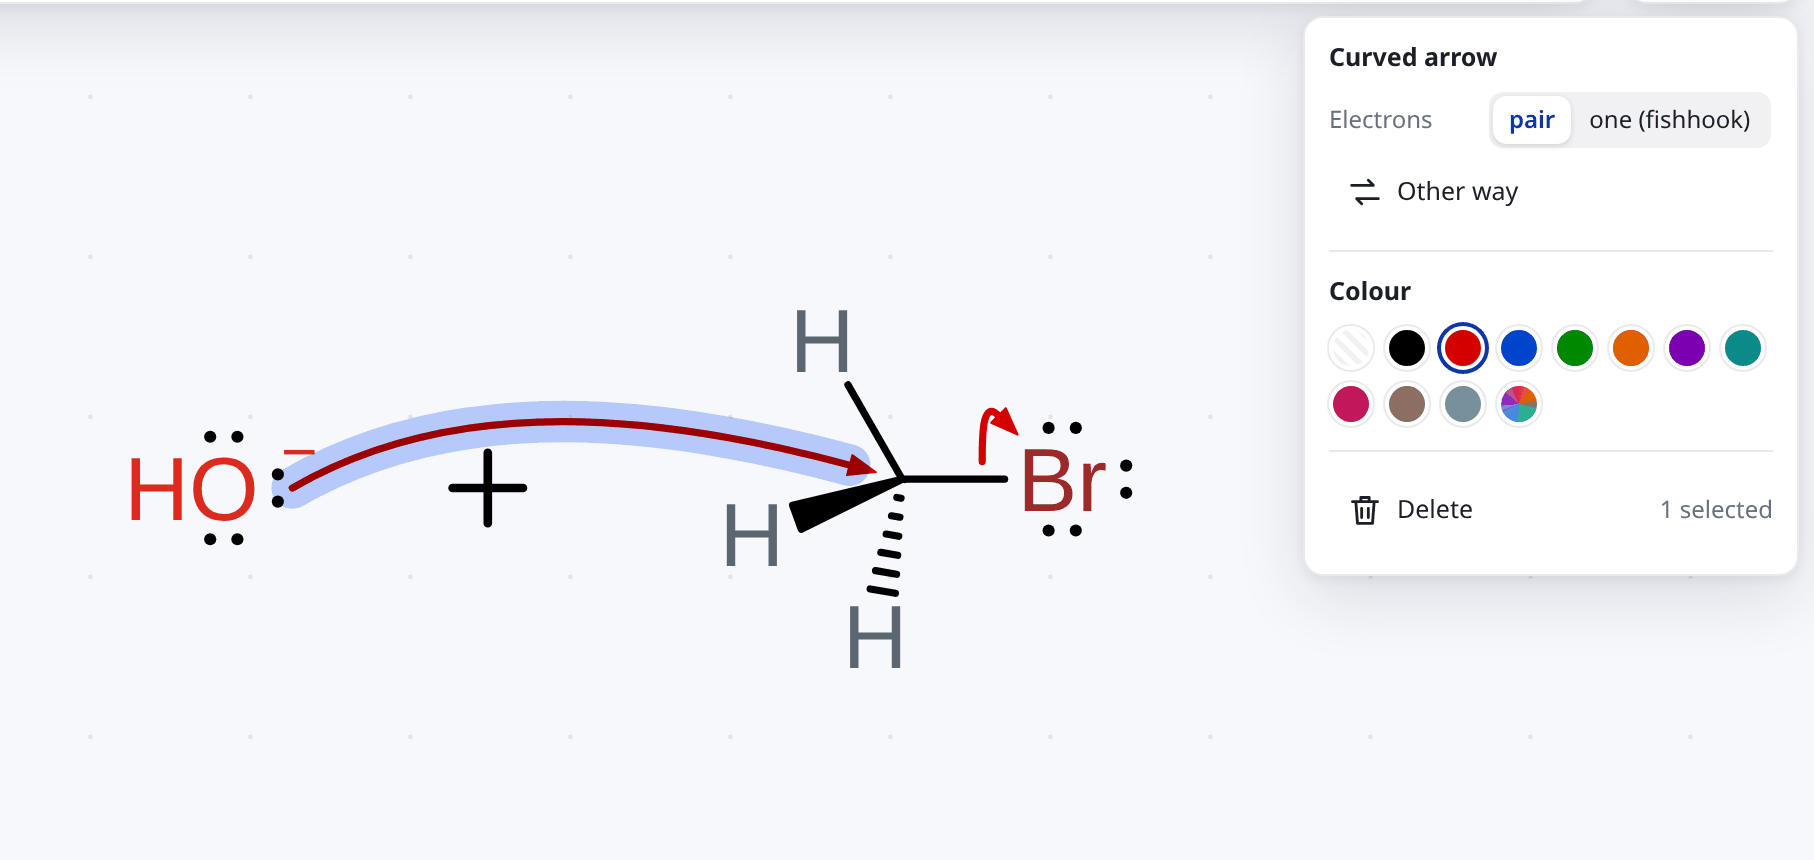 Curved arrow
Electrons pair one (fishhook)
Other way
Colour
Delete 1 selected
H
HO:⁻ + Br
H
H